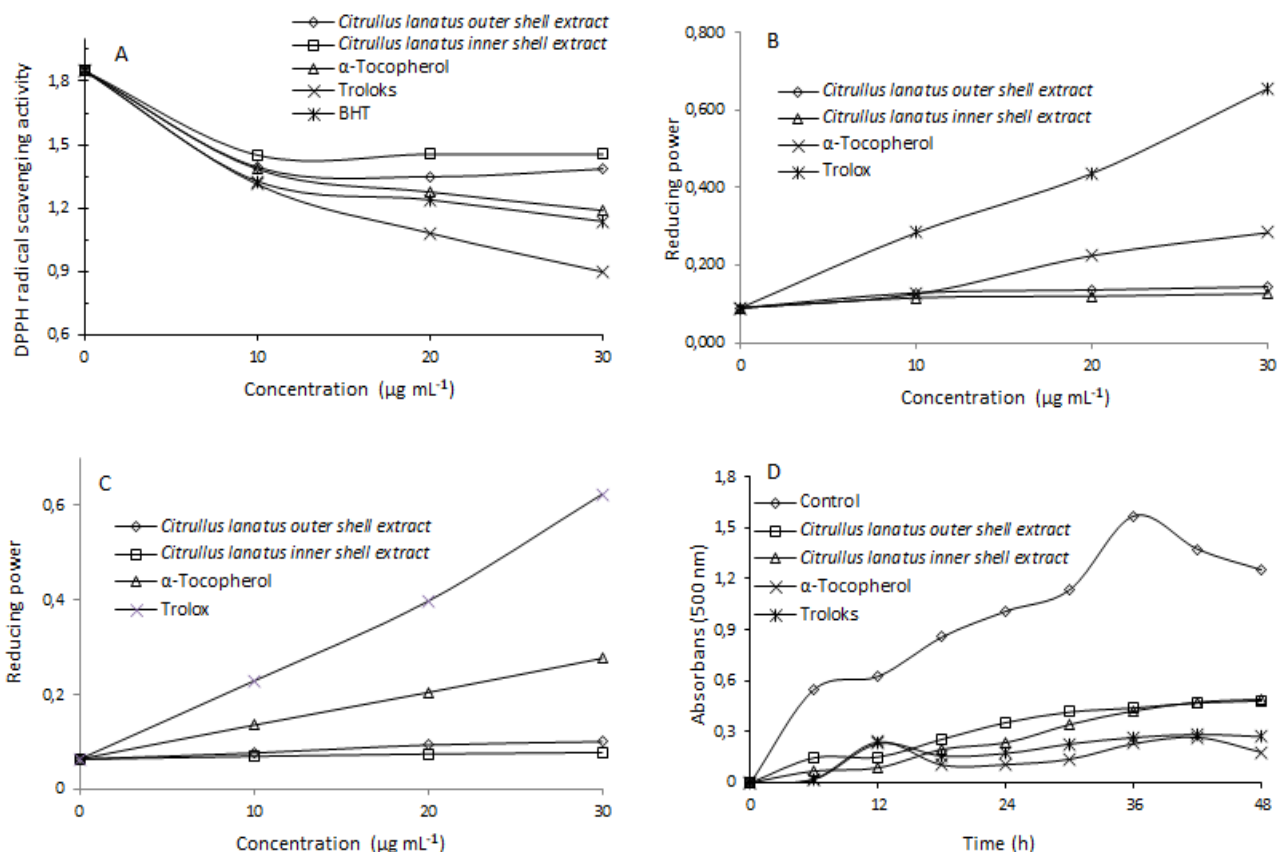 A
Citrullus lanatus outer shell extract
Citrullus lanatus inner shell extract
α-Tocopherol
Troloks
BHT
DPPH radical scavenging activity
1,8
1,5
1,2
0,9
0,6
0
10
20
30
Concentration (µg mL-1)
B
Citrullus lanatus outer shell extract
Citrullus lanatus inner shell extract
α-Tocopherol
Trolox
Reducing power
0,800
0,600
0,400
0,200
0,000
0
10
20
30
Concentration (µg mL-1)
C
Citrullus lanatus outer shell extract
Citrullus lanatus inner shell extract
α-Tocopherol
Trolox
Reducing power
0,6
0,4
0,2
0
0
10
20
30
Concentration (µg mL-1)
D
Control
Citrullus lanatus outer shell extract
Citrullus lanatus inner shell extract
α-Tocopherol
Troloks
Absorbans (500 nm)
1,8
1,5
1,2
0,9
0,6
0,3
0
0
12
24
36
48
Time (h)